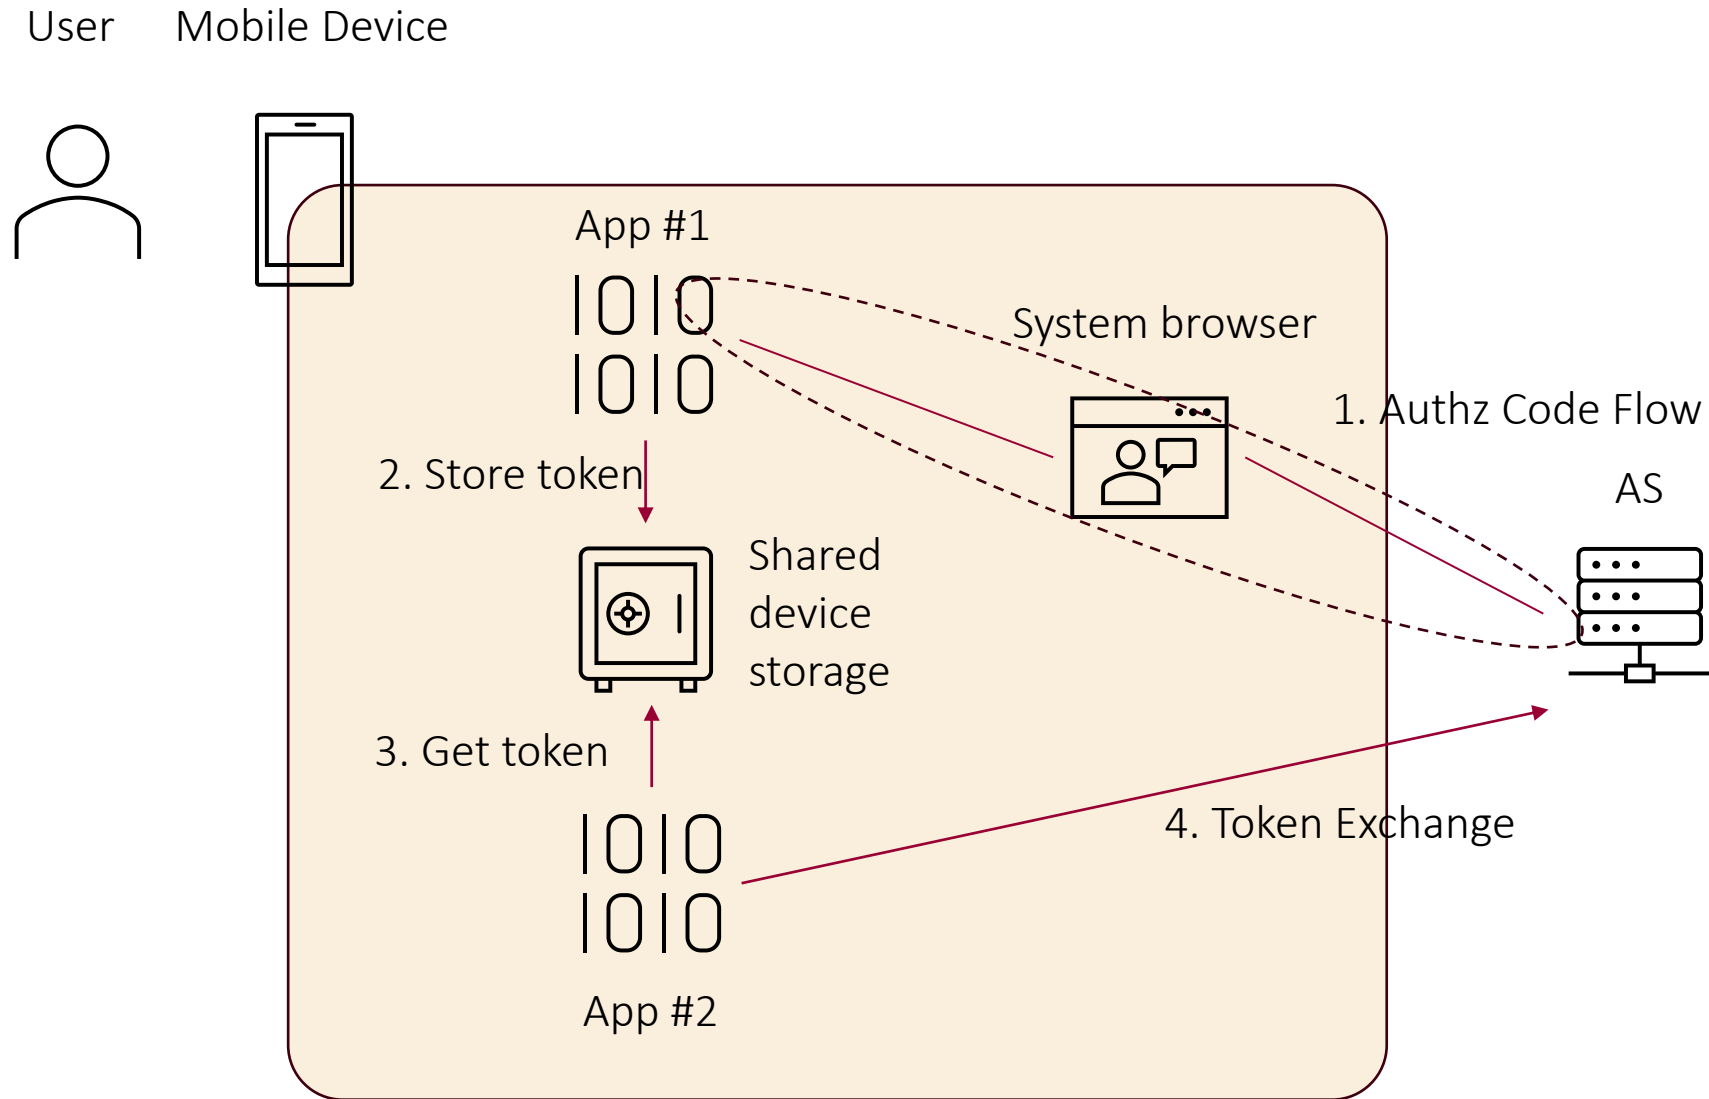 User
Mobile Device
App #1
System browser
1. Authz Code Flow
2. Store token
AS
Shared
device
storage
3. Get token
4. Token Exchange
App #2